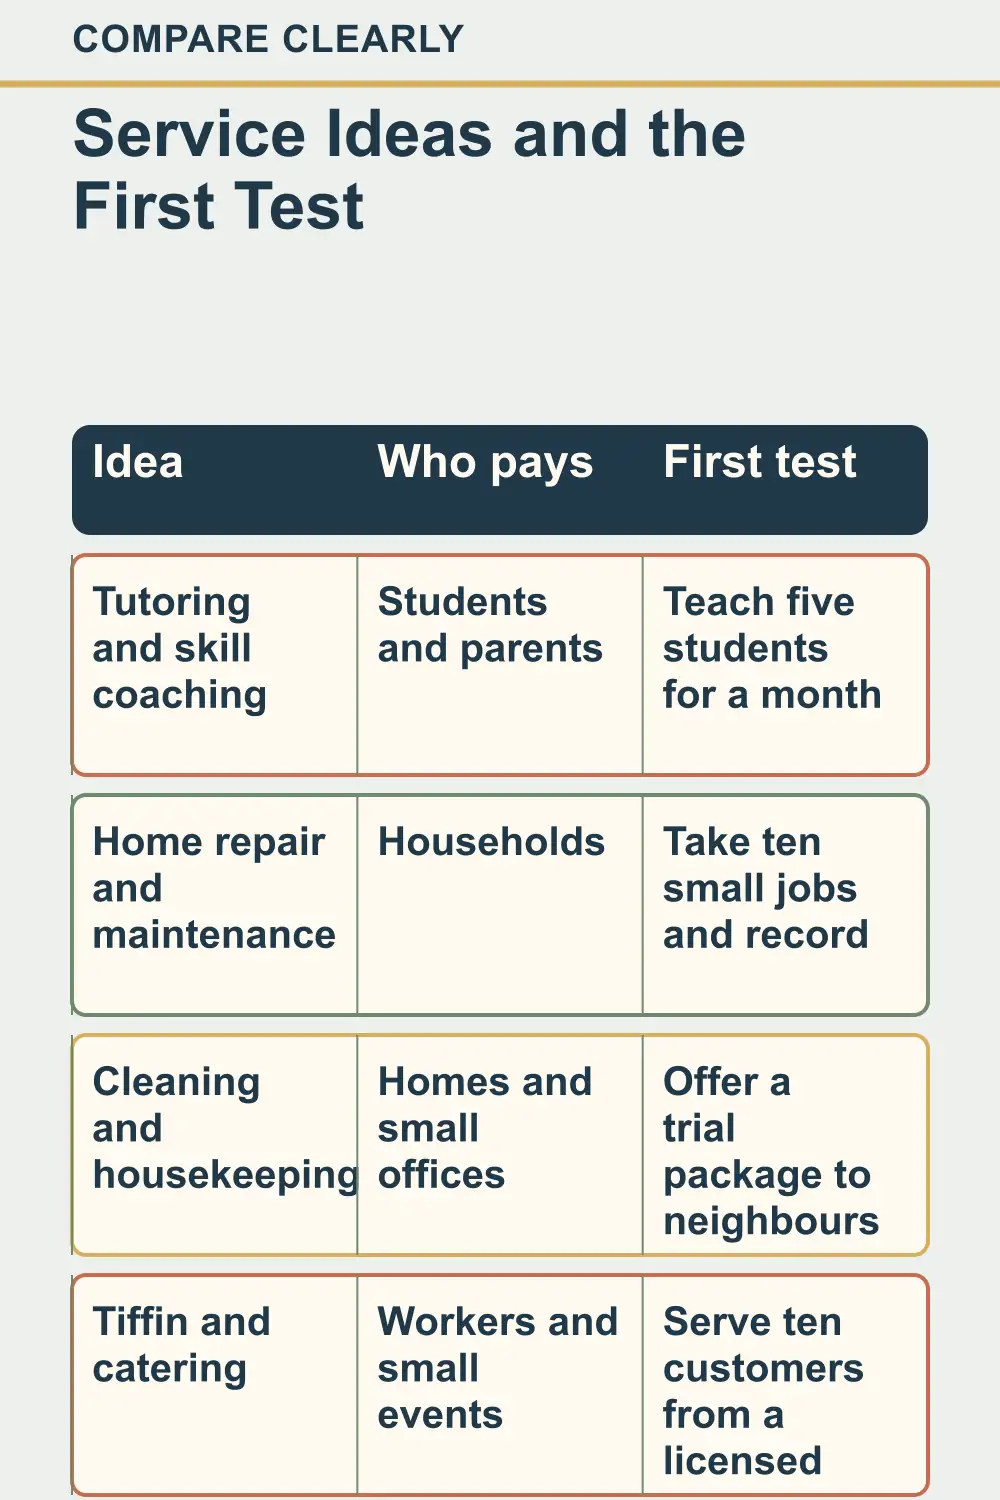 COMPARE CLEARLY
Service Ideas and the
First Test
Idea
Who pays
First test
Tutoring
and skill
coaching
Students
and parents
Teach five
students
for a month
Home repair
and
maintenance
Households
Take ten
small jobs
and record
Cleaning
and
housekeeping
Homes and
small
offices
Offer a
trial
package to
neighbours
Tiffin and
catering
Workers and
small
events
Serve ten
customers
from a
licensed